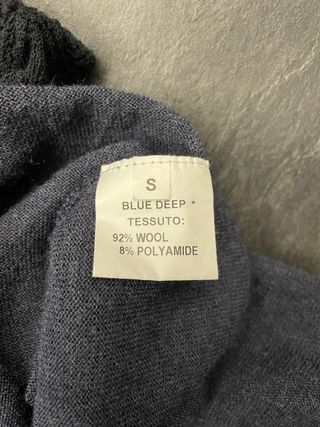 S
BLUE DEEP *
TESSUTO:
92% WOOL
8% POLYAMIDE